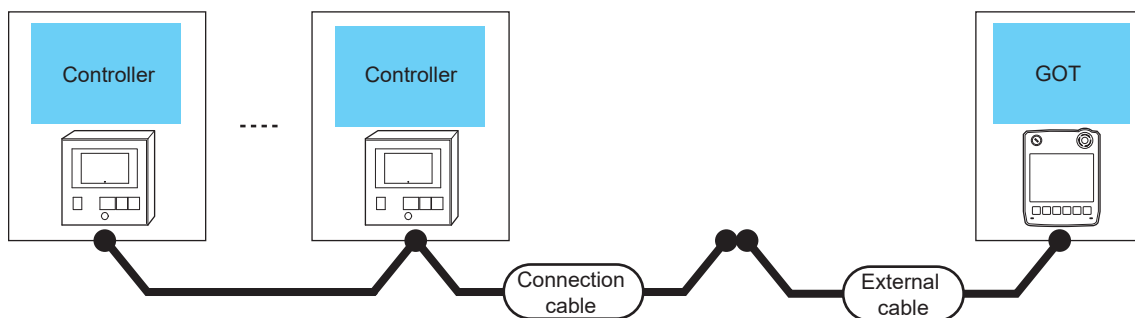 Controller
Controller
GOT
Connection
cable
External
cable